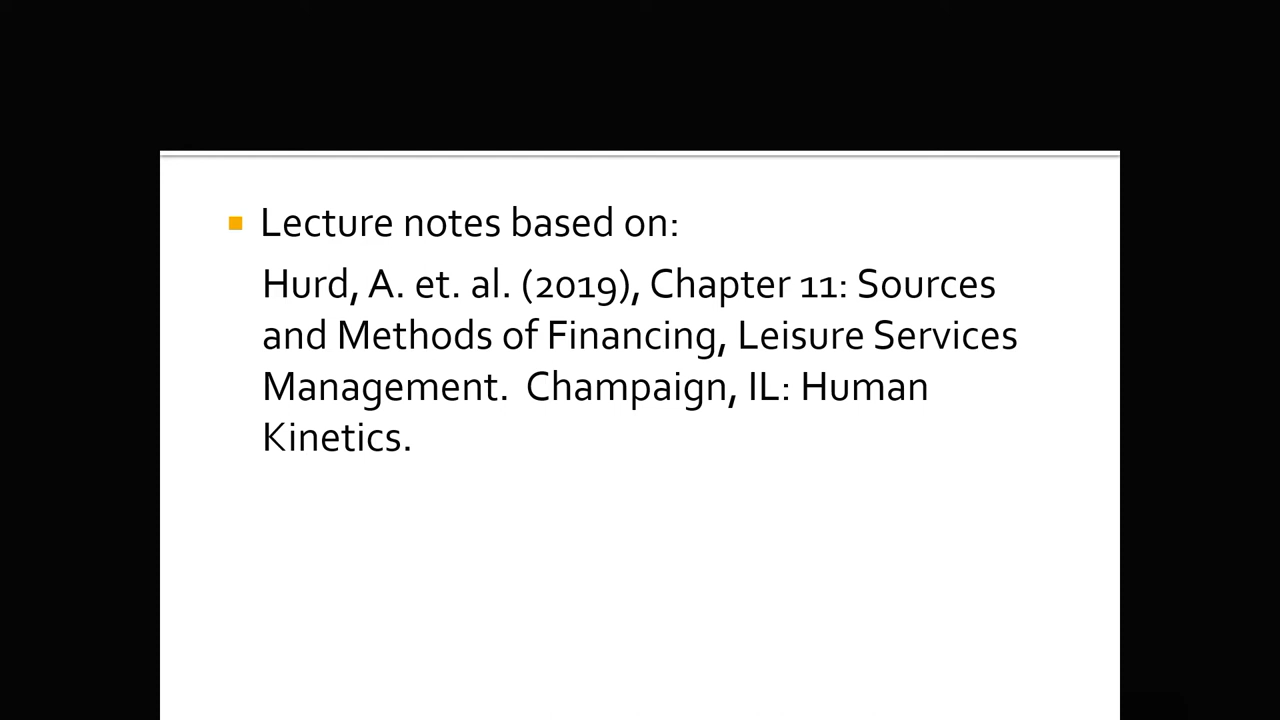 Lecture notes based on:
Hurd, A. et. al. (2019), Chapter 11: Sources
and Methods of Financing, Leisure Services
Management.  Champaign, IL: Human
Kinetics.